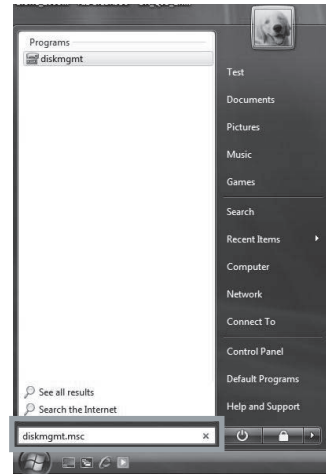 Programs
diskmgmt
See all results
Search the Internet
diskmgmt.msc
Test
Documents
Pictures
Music
Games
Search
Recent Items
Computer
Network
Connect To
Control Panel
Default Programs
Help and Support